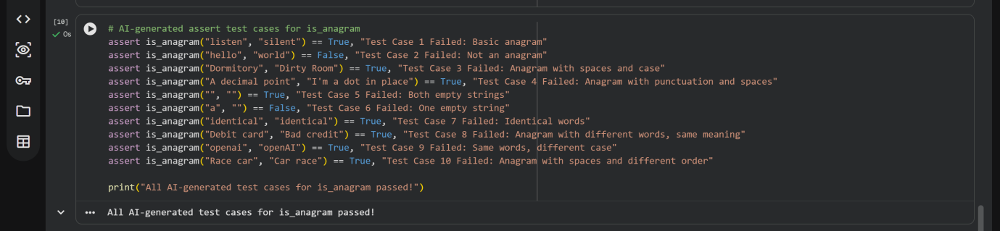 [10]
0s
# AI-generated assert test cases for is_anagram
assert is_anagram("listen", "silent") == True, "Test Case 1 Failed: Basic anagram"
assert is_anagram("hello", "world") == False, "Test Case 2 Failed: Not an anagram"
assert is_anagram("Dormitory", "Dirty Room") == True, "Test Case 3 Failed: Anagram with spaces and case"
assert is_anagram("A decimal point", "I'm a dot in place") == True, "Test Case 4 Failed: Anagram with punctuation and spaces"
assert is_anagram("", "") == True, "Test Case 5 Failed: Both empty strings"
assert is_anagram("a", "") == False, "Test Case 6 Failed: One empty string"
assert is_anagram("identical", "identical") == True, "Test Case 7 Failed: Identical words"
assert is_anagram("Debit card", "Bad credit") == True, "Test Case 8 Failed: Anagram with different words, same meaning"
assert is_anagram("openai", "openAI") == True, "Test Case 9 Failed: Same words, different case"
assert is_anagram("Race car", "Car race") == True, "Test Case 10 Failed: Anagram with spaces and different order"
print("All AI-generated test cases for is_anagram passed!")
All AI-generated test cases for is_anagram passed!